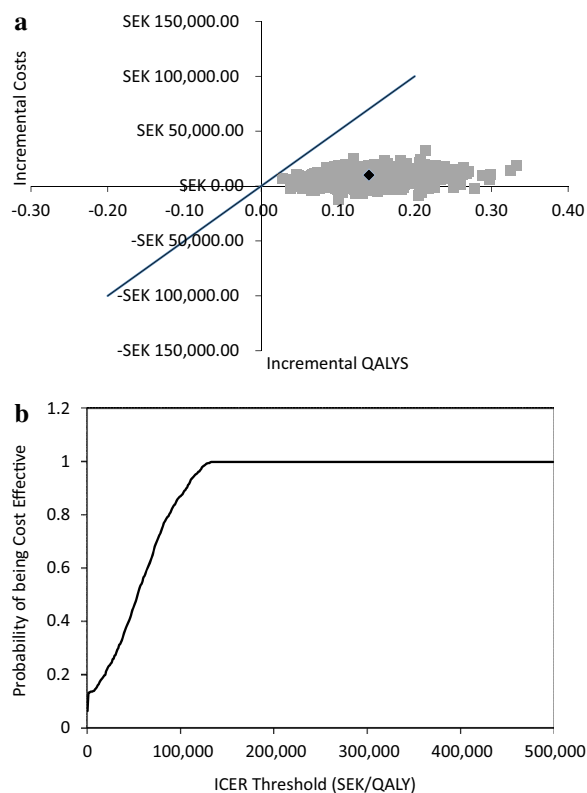 a
Incremental Costs
SEK 150,000.00
SEK 100,000.00
SEK 50,000.00
SEK 0.00
-0.30 -0.20 -0.10 0.00 0.10 0.20 0.30 0.40
-SEK 50,000.00
-SEK 100,000.00
-SEK 150,000.00
Incremental QALYS
b
Probability of being Cost Effective
1.2
1
0.8
0.6
0.4
0.2
0
0 100,000 200,000 300,000 400,000 500,000
ICER Threshold (SEK/QALY)